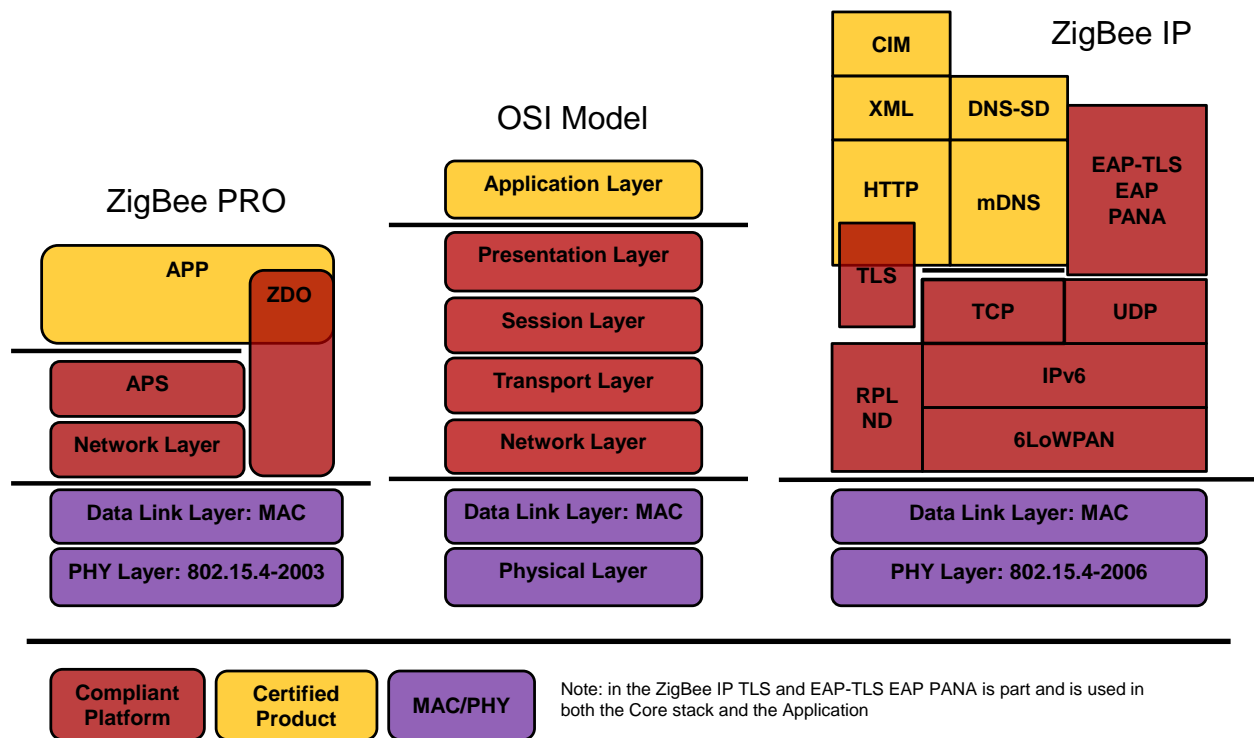 ZigBee PRO
APP
ZDO
APS
Network Layer
Data Link Layer: MAC
PHY Layer: 802.15.4-2003
OSI Model
Application Layer
Presentation Layer
Session Layer
Transport Layer
Network Layer
Data Link Layer: MAC
Physical Layer
ZigBee IP
CIM
XML
DNS-SD
HTTP
mDNS
EAP-TLS
EAP
PANA
TLS
TCP
UDP
RPL
ND
IPv6
6LoWPAN
Data Link Layer: MAC
PHY Layer: 802.15.4-2006
Compliant
Platform
Certified
Product
MAC/PHY
Note: in the ZigBee IP TLS and EAP-TLS EAP PANA is part and is used in
both the Core stack and the Application